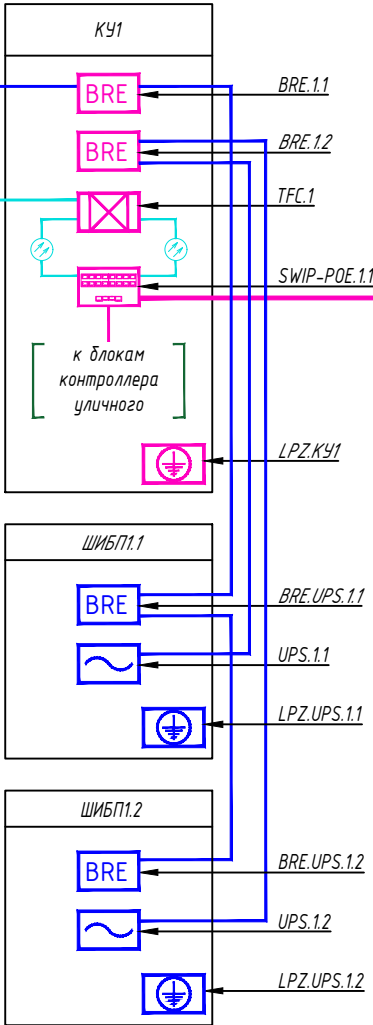 КУ1
BRE
BRE.1.1
BRE
BRE.1.2
TFC.1
SWIP-POE.1.1
к блокам
контроллера
уличного
LPZ.КУ1
ШИБП1.1
BRE
BRE.UPS.1.1
UPS.1.1
LPZ.UPS.1.1
ШИБП1.2
BRE
BRE.UPS.1.2
UPS.1.2
LPZ.UPS.1.2